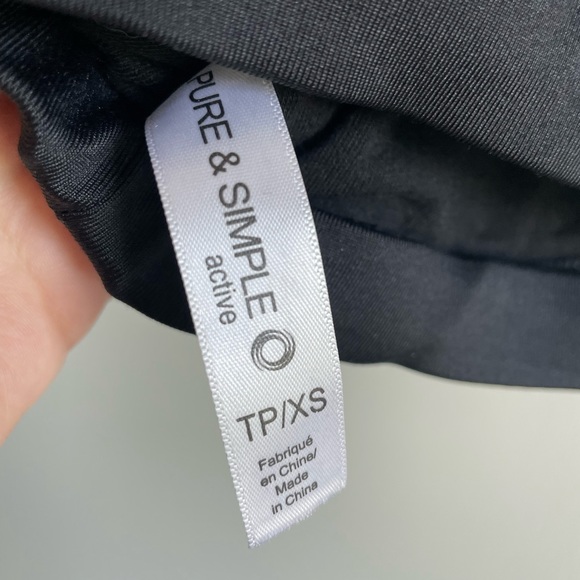 PURE & SIMPLE
active
TP/XS
Fabriqué
en Chine/
Made
in China